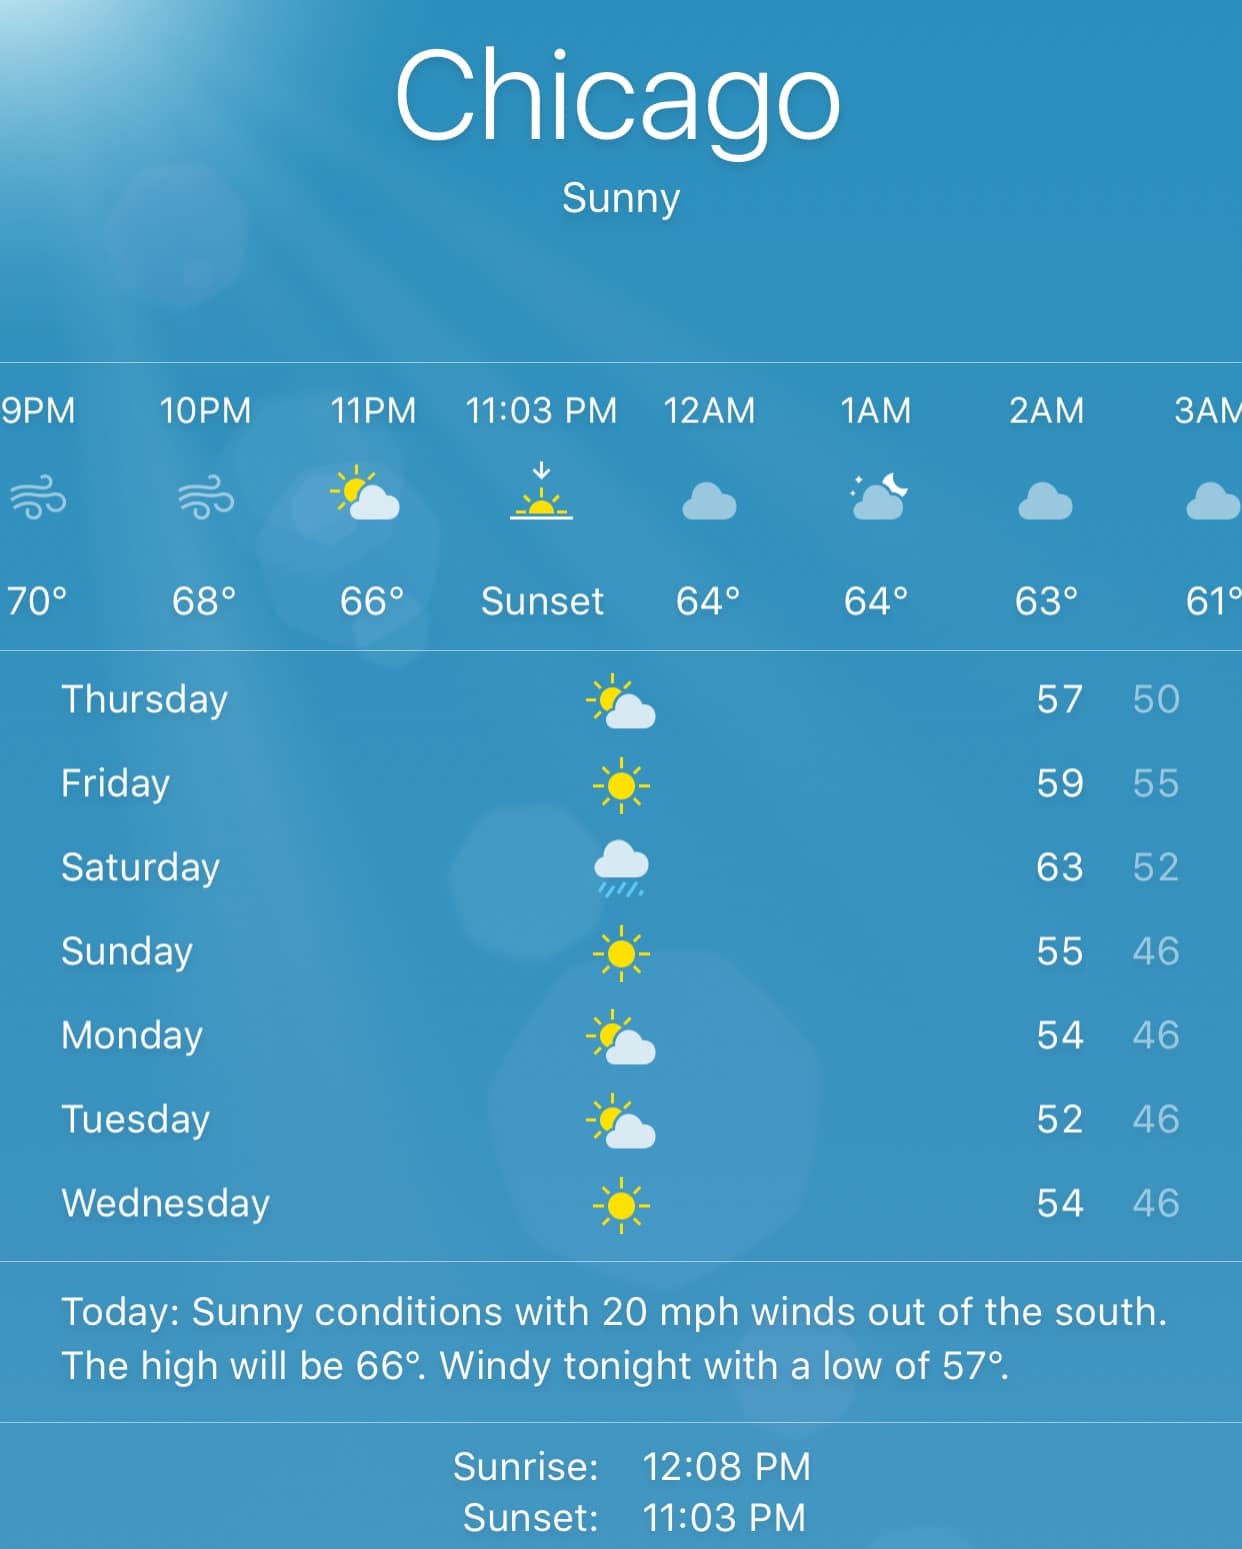 Chicago
Sunny
9PM 10PM 11PM 11:03 PM 12AM 1AM 2AM 3AM
70° 68° 66° Sunset 64° 64° 63° 61°
Thursday 57 50
Friday 59 55
Saturday 63 52
Sunday 55 46
Monday 54 46
Tuesday 52 46
Wednesday 54 46
Today: Sunny conditions with 20 mph winds out of the south.
The high will be 66°. Windy tonight with a low of 57°.
Sunrise: 12:08 PM
Sunset: 11:03 PM